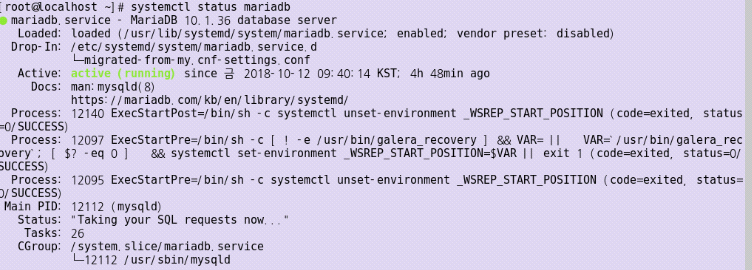 [root@localhost ~]# systemctl status mariadb
● mariadb.service - MariaDB 10.1.36 database server
Loaded: loaded (/usr/lib/systemd/system/mariadb.service; enabled; vendor preset: disabled)
Drop-In: /etc/systemd/system/mariadb.service.d
└─migrated-from-my.cnf-settings.conf
Active: active (running) since 금 2018-10-12 09:40:14 KST; 4h 48min ago
Docs: man:mysqld(8)
https://mariadb.com/kb/en/library/systemd/
Process: 12140 ExecStartPost=/bin/sh -c systemctl unset-environment _WSREP_START_POSITION (code=exited, status
=0/SUCCESS)
Process: 12097 ExecStartPre=/bin/sh -c [ ! -e /usr/bin/galera_recovery ] && VAR= || VAR=`/usr/bin/galera_rec
overy`; [ $? -eq 0 ] && systemctl set-environment _WSREP_START_POSITION=$VAR || exit 1 (code=exited, status=0/
SUCCESS)
Process: 12095 ExecStartPre=/bin/sh -c systemctl unset-environment _WSREP_START_POSITION (code=exited, status=
0/SUCCESS)
Main PID: 12112 (mysqld)
Status: "Taking your SQL requests now..."
Tasks: 26
CGroup: /system.slice/mariadb.service
└─12112 /usr/sbin/mysqld